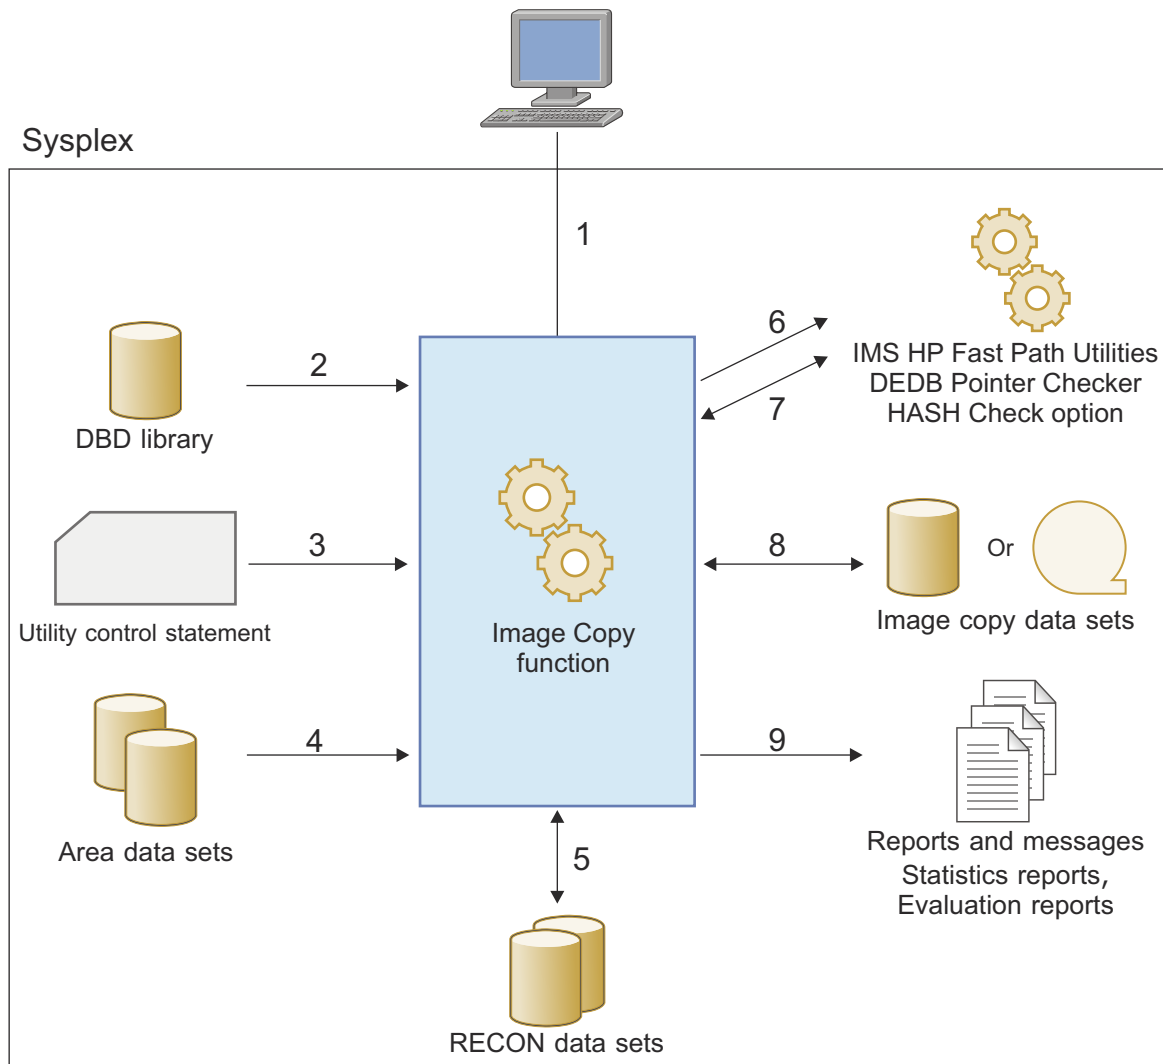 Sysplex
1
2
DBD library
3
Utility control statement
4
Area data sets
Image Copy
function
5
RECON data sets
6
7
IMS HP Fast Path Utilities
DEDB Pointer Checker
HASH Check option
8
Or
Image copy data sets
9
Reports and messages
Statistics reports,
Evaluation reports